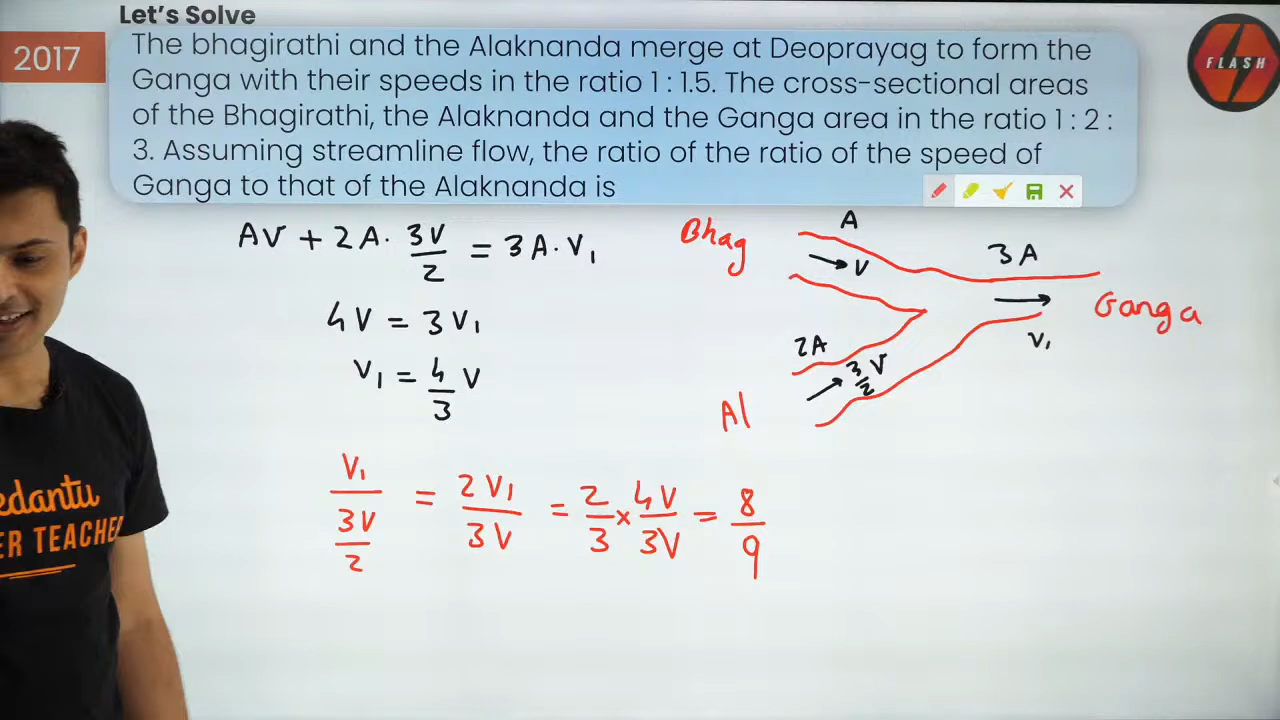 Let's Solve
2017
The bhagirathi and the Alaknanda merge at Deoprayag to form the
Ganga with their speeds in the ratio 1 : 1.5. The cross-sectional areas
of the Bhagirathi, the Alaknanda and the Ganga area in the ratio 1 : 2 :
3. Assuming streamline flow, the ratio of the ratio of the speed of
Ganga to that of the Alaknanda is
FLASH
AV + 2A · 3V/2 = 3A · V₁
4V = 3V₁
V₁ = 4/3 V
V₁/(3V/2) = 2V₁/3V = 2/3 × 4V/3V = 8/9
Bhag
A
V
3A
Ganga
V₁
2A
3/2 V
Al
edantu
ER TEACHER